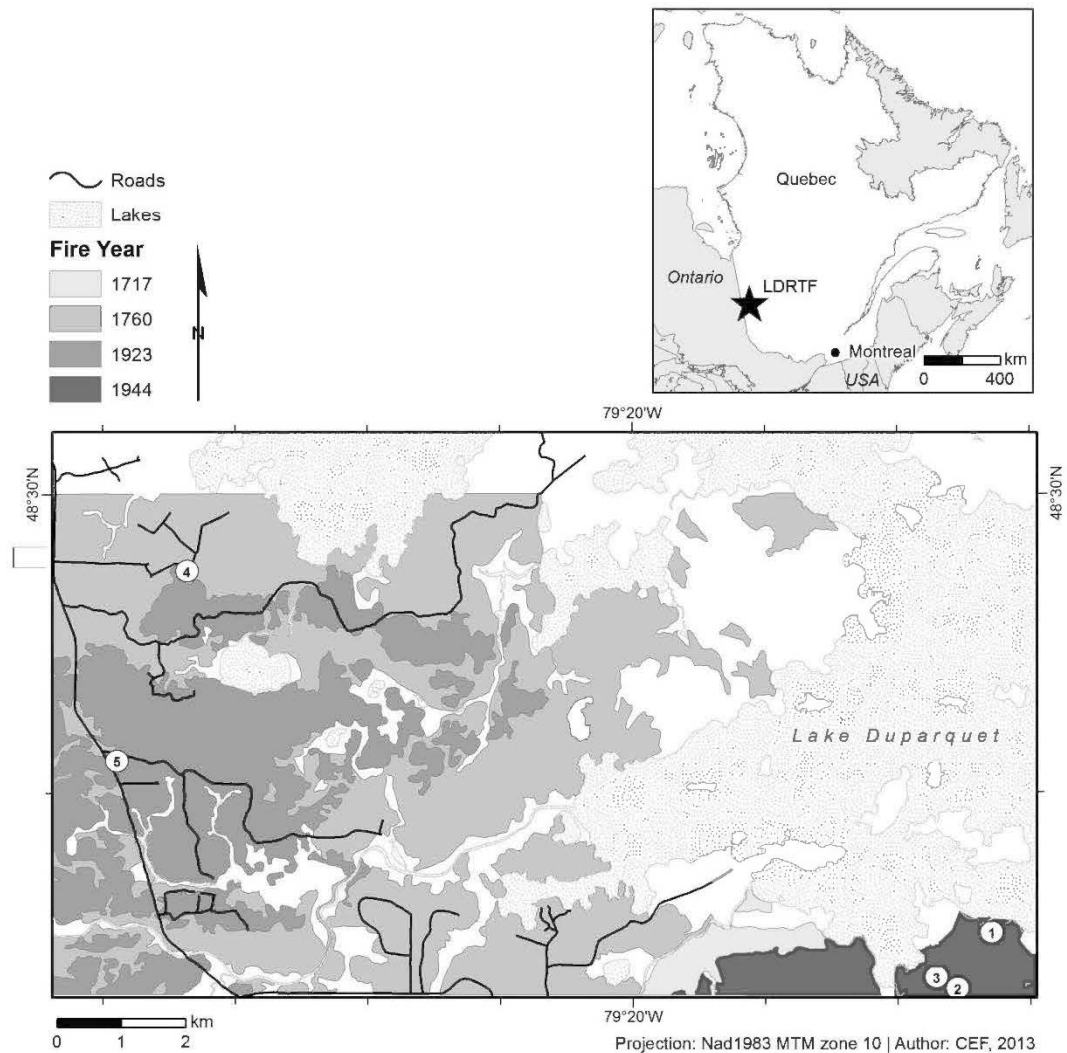 Roads
Lakes
Fire Year
1717
1760
1923
1944
N
Quebec
Ontario
LDRTF
Montreal
USA
km
0 400
79°20'W
48°30'N
48°30'N
4
5
Lake Duparquet
1
3
2
km
0 1 2
79°20'W
Projection: Nad1983 MTM zone 10 | Author: CEF, 2013